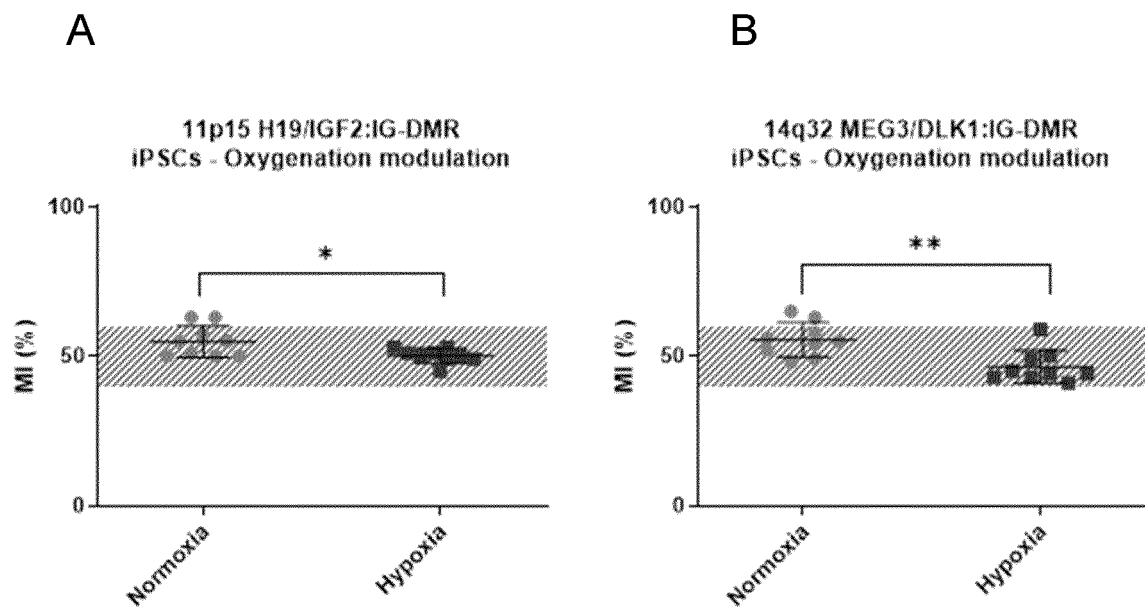 A
11p15 H19/IGF2:IG-DMR
iPSCs - Oxygenation modulation
100
50
0
MI (%)
*
Normoxia
Hypoxia
B
14q32 MEG3/DLK1:IG-DMR
iPSCs - Oxygenation modulation
100
50
0
MI (%)
**
Normoxia
Hypoxia